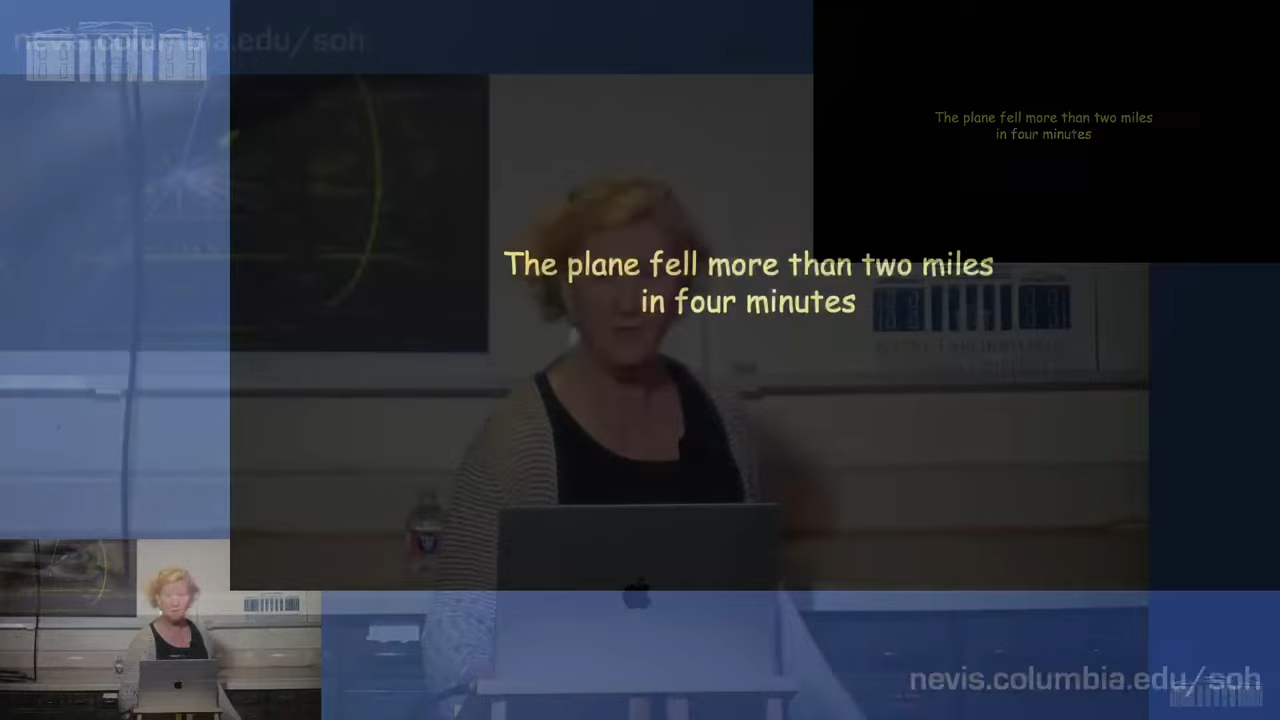 nevis.columbia.edu/soh
The plane fell more than two miles
in four minutes
The plane fell more than two miles
in four minutes
nevis.columbia.edu/soh